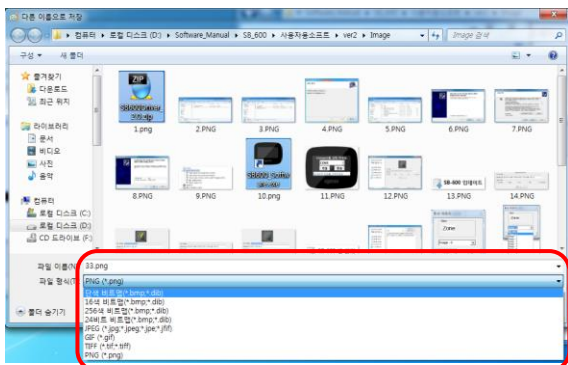 다른 이름으로 저장
컴퓨터 ▸ 로컬 디스크 (D:) ▸ Software_Manual ▸ SB_600 ▸ 사용자용소프트 ▸ ver2 ▸ Image
Image 검색
구성 ▾ 새 폴더
즐겨찾기
다운로드
최근 위치
라이브러리
문서
비디오
사진
음악
컴퓨터
로컬 디스크 (C:)
로컬 디스크 (D:)
CD 드라이브 (F:)
ZIP
1.png 2.PNG 3.PNG 4.PNG 5.PNG 6.PNG 7.PNG
SB-600 업데이트
8.PNG 9.PNG 10.png 11.PNG 12.PNG 13.PNG 14.PNG
Zone
파일 이름(N): 33.png
파일 형식(T): PNG (*.png)
단색 비트맵(*.bmp;*.dib)
16색 비트맵(*.bmp;*.dib)
256색 비트맵(*.bmp;*.dib)
24비트 비트맵(*.bmp;*.dib)
JPEG (*.jpg;*.jpeg;*.jpe;*.jfif)
GIF (*.gif)
TIFF (*.tif;*.tiff)
PNG (*.png)
폴더 숨기기